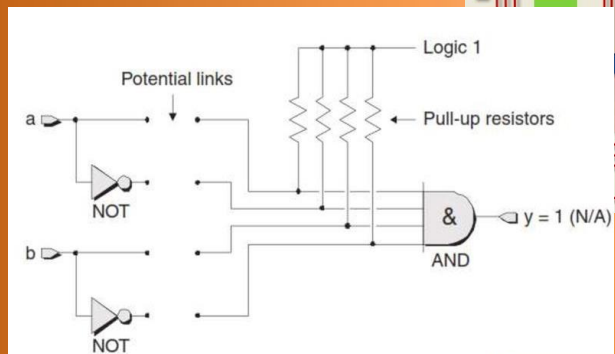 Logic 1
Potential links
a
Pull-up resistors
NOT
&
y = 1 (N/A)
b
AND
NOT